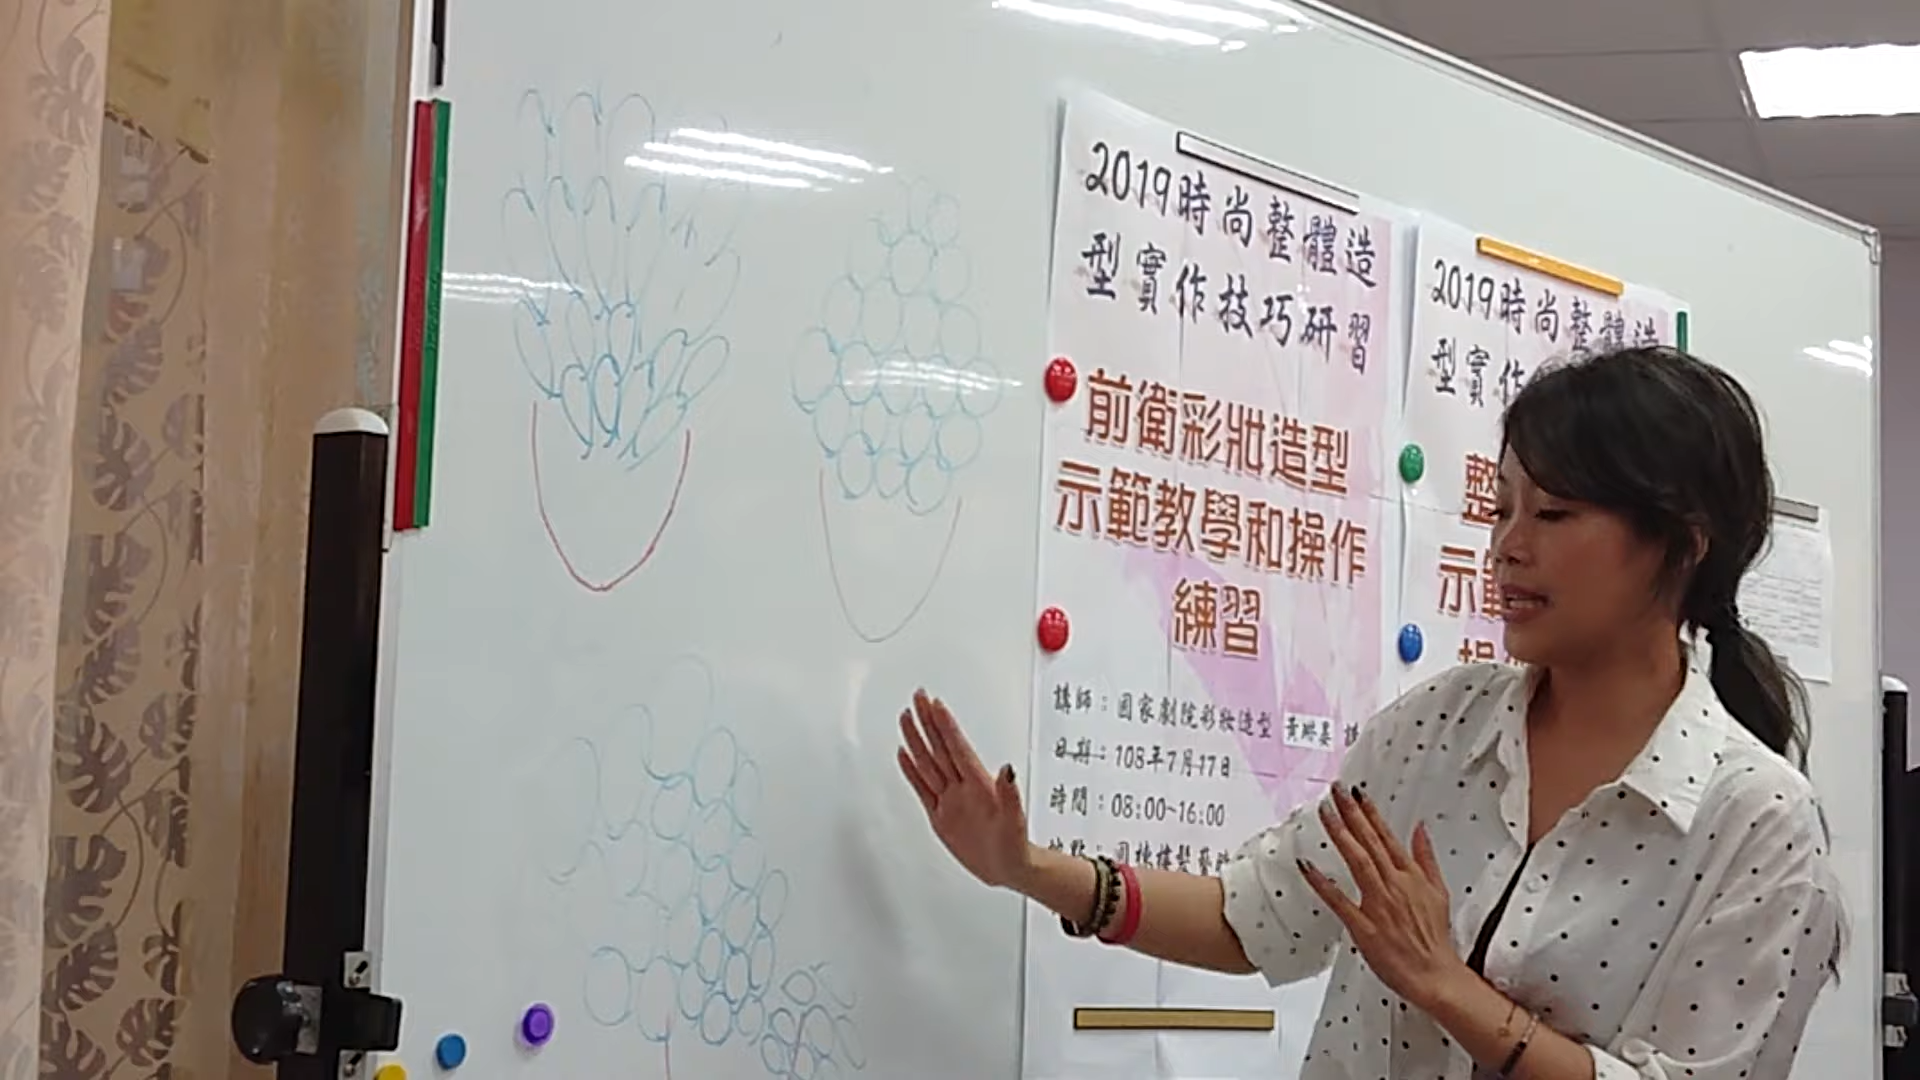 2019時尚整體造
型實作技巧研習
前衛彩妝造型
示範教學和操作
練習
講師：國家劇院彩妝造型
日期：108年7月17日
時間：08:00~16:00
2019時尚整體造
型實作
整
示範